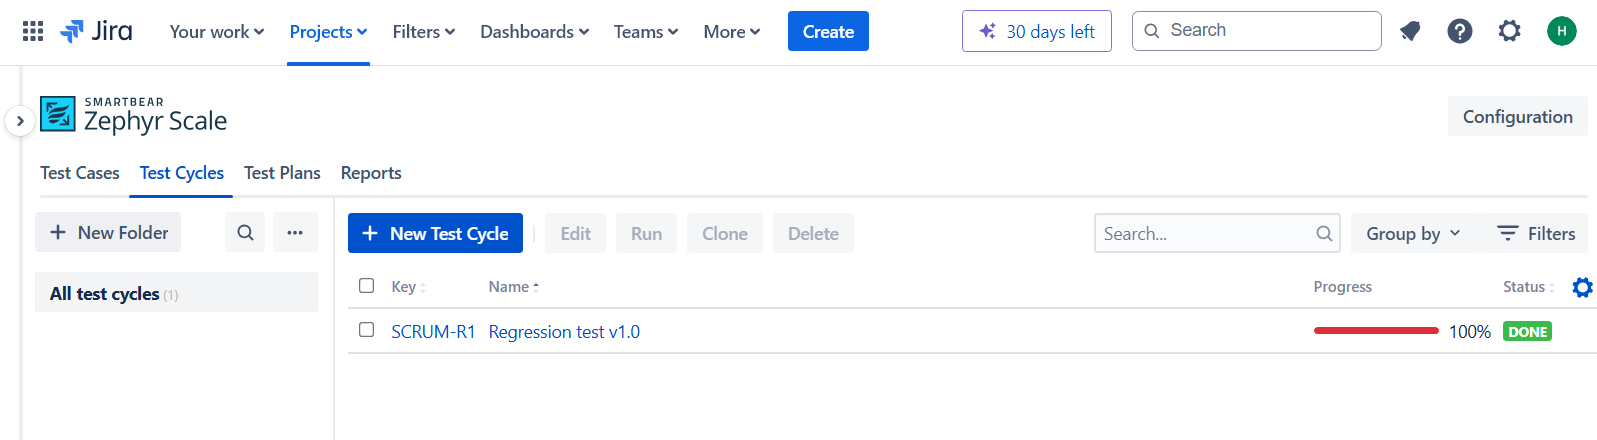 Jira Your work Projects Filters Dashboards Teams More Create 30 days left Search H
SMARTBEAR
Zephyr Scale
Configuration
Test Cases Test Cycles Test Plans Reports
+ New Folder ... + New Test Cycle Edit Run Clone Delete Search... Group by Filters
All test cycles (1)
Key Name Progress Status
SCRUM-R1 Regression test v1.0 100% DONE